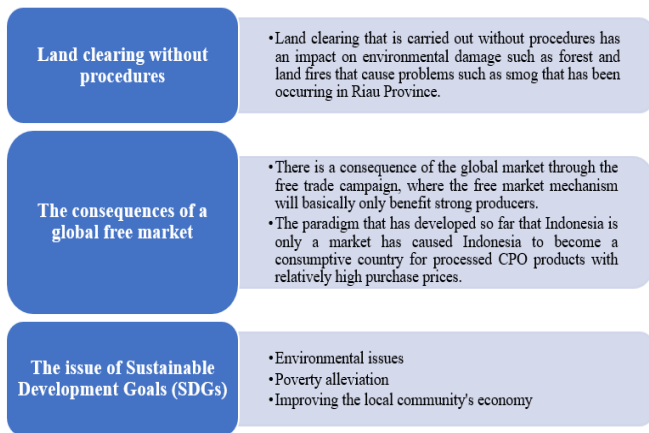 Land clearing without
procedures
•Land clearing that is carried out without procedures has
an impact on environmental damage such as forest and
land fires that cause problems such as smog that has been
occurring in Riau Province.
The consequences of a
global free market
•There is a consequence of the global market through the
free trade campaign, where the free market mechanism
will basically only benefit strong producers.
•The paradigm that has developed so far that Indonesia is
only a market has caused Indonesia to become a
consumptive country for processed CPO products with
relatively high purchase prices.
The issue of Sustainable
Development Goals (SDGs)
•Environmental issues
•Poverty alleviation
•Improving the local community's economy